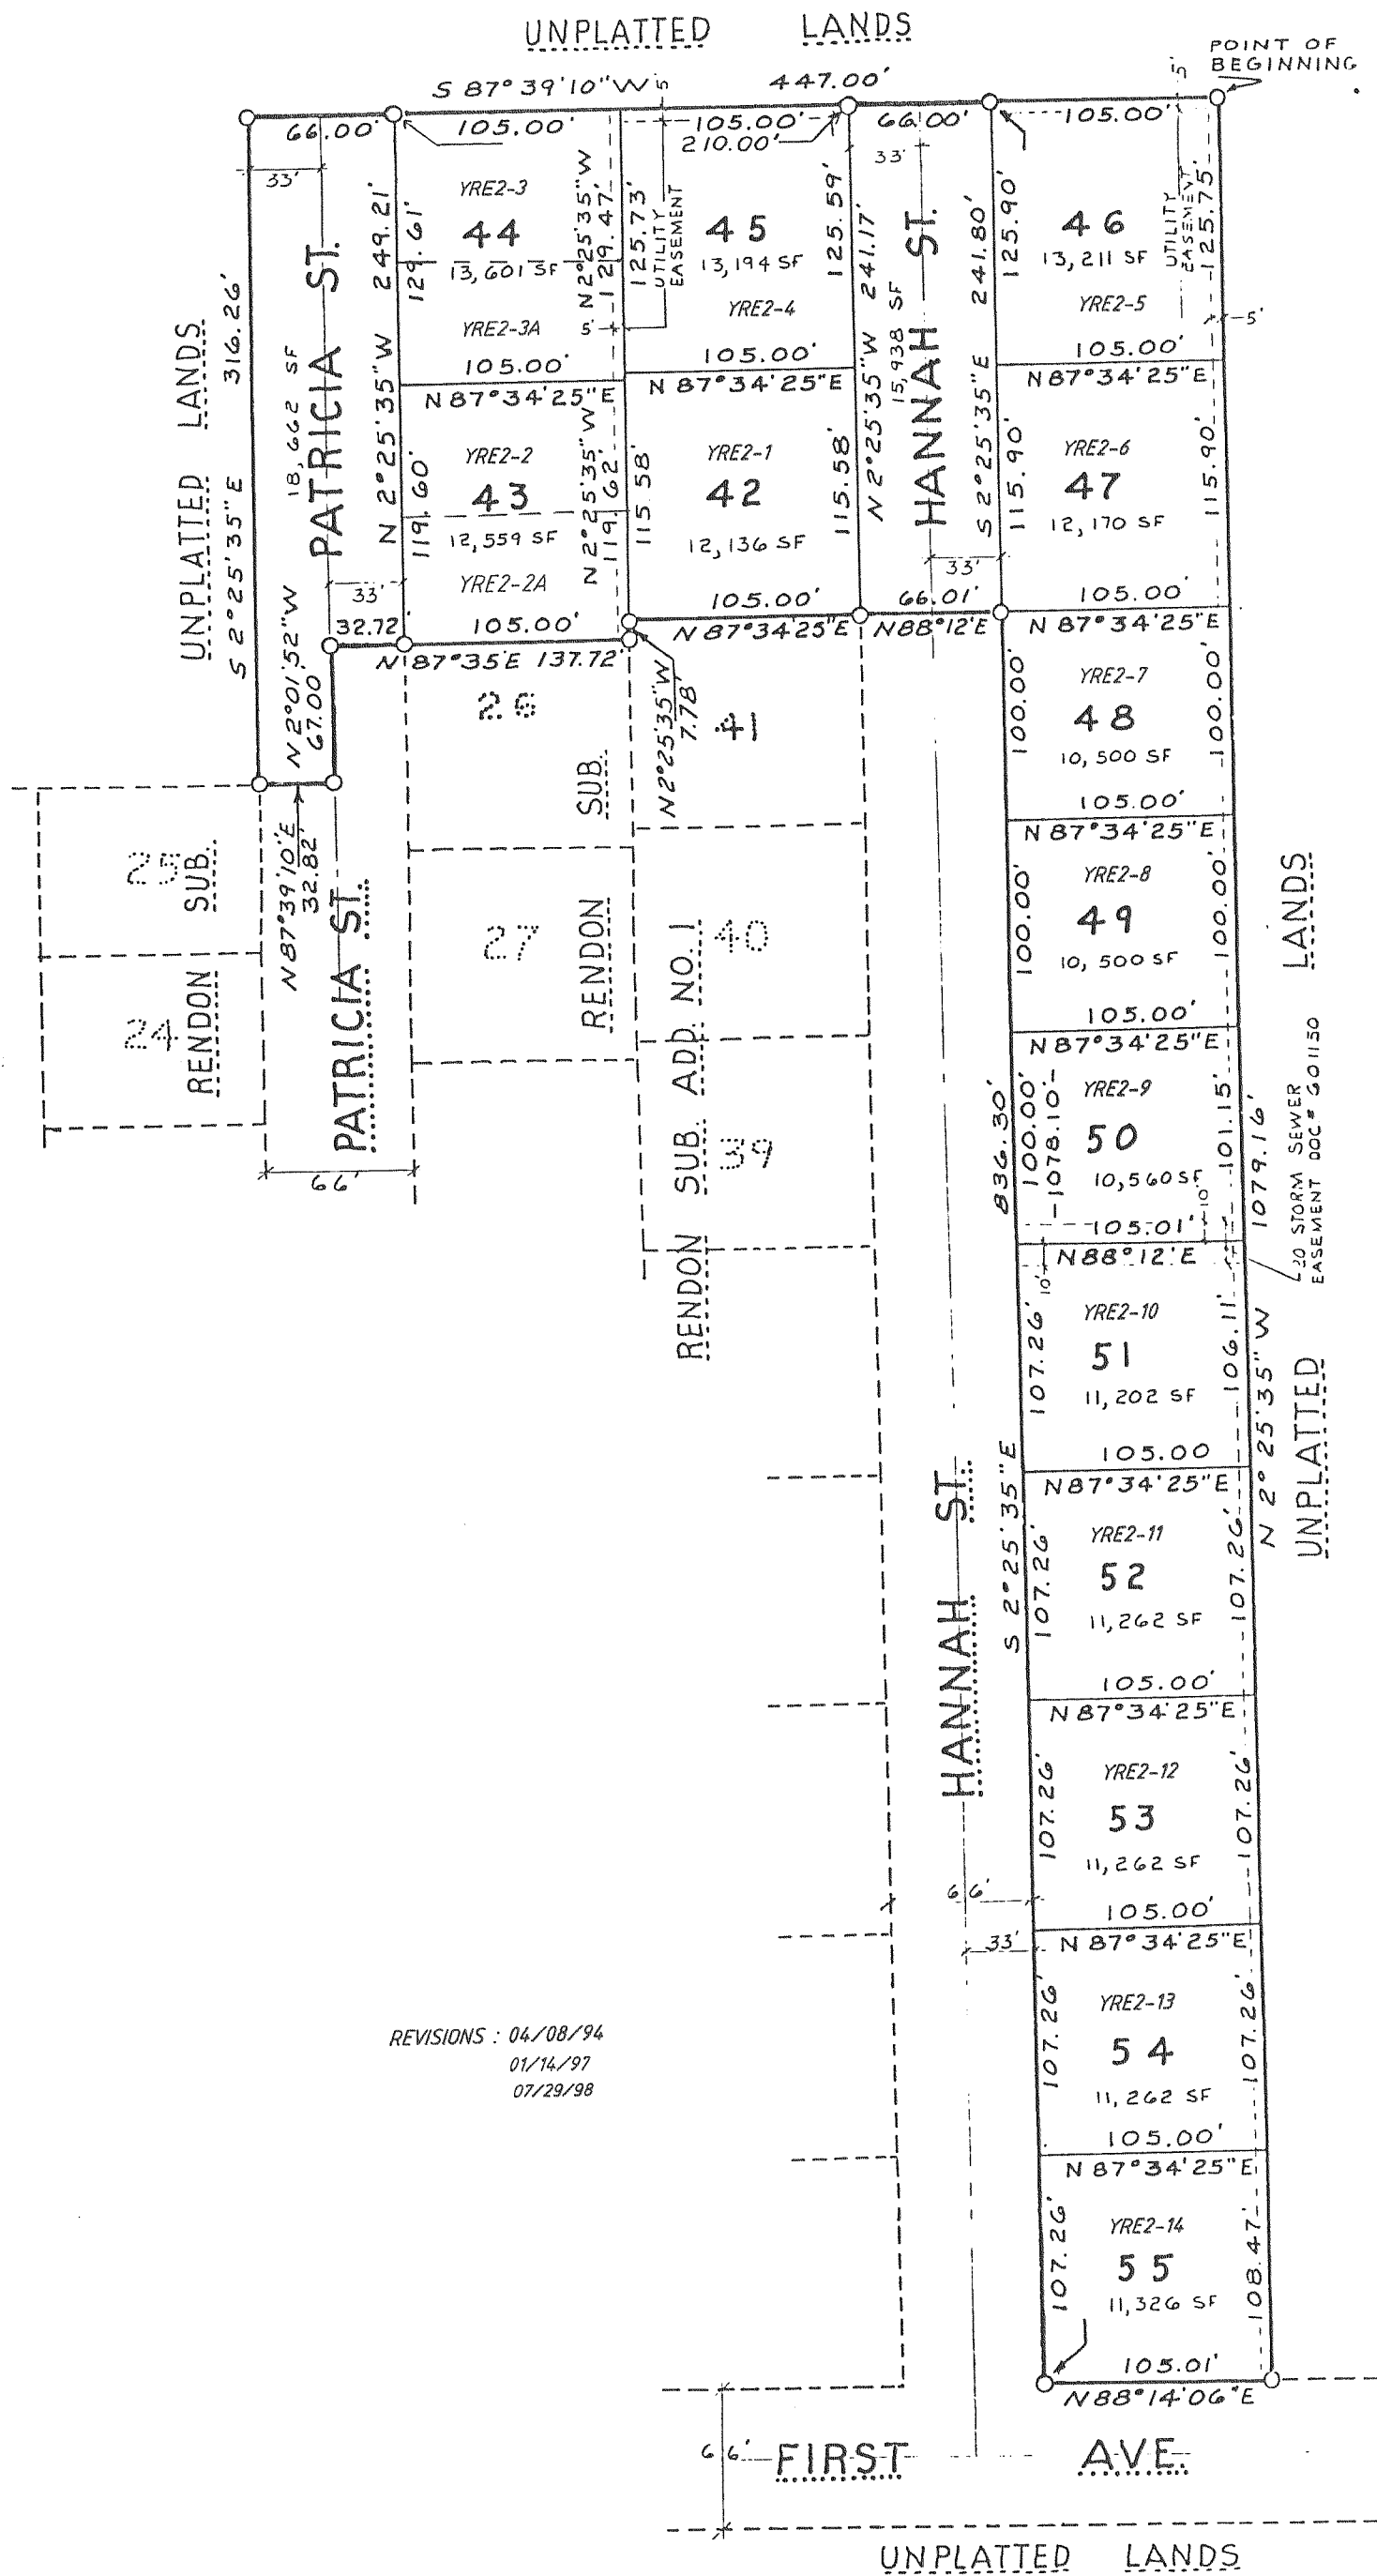 UNPLATTED LANDS
POINT OF
BEGINNING
S 87°39'10"W 447.00'
5'
5'
66.00'
105.00'
105.00'
210.00'
66.00'
105.00'
33'
33'
UNPLATTED LANDS
S 2°25'35"E 316.26'
18,662 SF
PATRICIA ST.
N 2°25'35"W 249.21'
129.61'
YRE2-3
44
13,601 SF
YRE2-3A
105.00'
N 87°34'25"E
N 2°25'35"W
129.47'
5'
125.73'
UTILITY
EASEMENT
45
13,194 SF
YRE2-4
105.00'
N 87°34'25"E
125.59'
N 2°25'35"W 241.17'
15,938 SF
HANNAH ST.
S 2°25'35"E 241.80'
125.90'
46
13,211 SF
YRE2-5
UTILITY
EASEMENT
125.75'
5'
105.00'
N 87°34'25"E
119.60'
YRE2-2
43
12,559 SF
YRE2-2A
N 2°25'35"W
119.62'
115.58'
YRE2-1
42
12,136 SF
115.58'
115.90'
YRE2-6
47
12,170 SF
115.90'
33'
33'
32.72'
105.00'
N 87°35'E 137.72'
105.00'
N 87°34'25"E
66.01'
N88°12'E
105.00'
N 87°34'25"E
N 2°01'52"W
67.00'
N 2°25'35"W
7.78'
26
41
SUB.
100.00'
YRE2-7
48
10,500 SF
100.00'
105.00'
N 87°34'25"E
25
SUB.
N87°39'10"E
32.82'
PATRICIA ST.
24
RENDON
27
RENDON
40
RENDON SUB. ADD. NO. 1
39
66'
100.00'
YRE2-8
49
10,500 SF
100.00'
105.00'
N 87°34'25"E
UNPLATTED LANDS
836.30'
100.00'
1078.10'
YRE2-9
50
10,560 SF
10'
101.15'
1079.16'
105.01'
N88°12'E
20 STORM SEWER
EASEMENT DOC# 601130
10'
107.26'
YRE2-10
51
11,202 SF
106.11'
N 2°25'35"W
105.00
N87°34'25"E
HANNAH ST.
S 2°25'35"E
107.26'
YRE2-11
52
11,262 SF
107.26'
105.00'
N 87°34'25"E
107.26'
YRE2-12
53
11,262 SF
107.26'
66'
105.00'
33'
N 87°34'25"E
REVISIONS : 04/08/94
01/14/97
07/29/98
107.26'
YRE2-13
54
11,262 SF
107.26'
105.00'
N 87°34'25"E
107.26'
YRE2-14
55
11,326 SF
108.47'
105.01'
N88°14'06"E
66'
FIRST AVE.
UNPLATTED LANDS